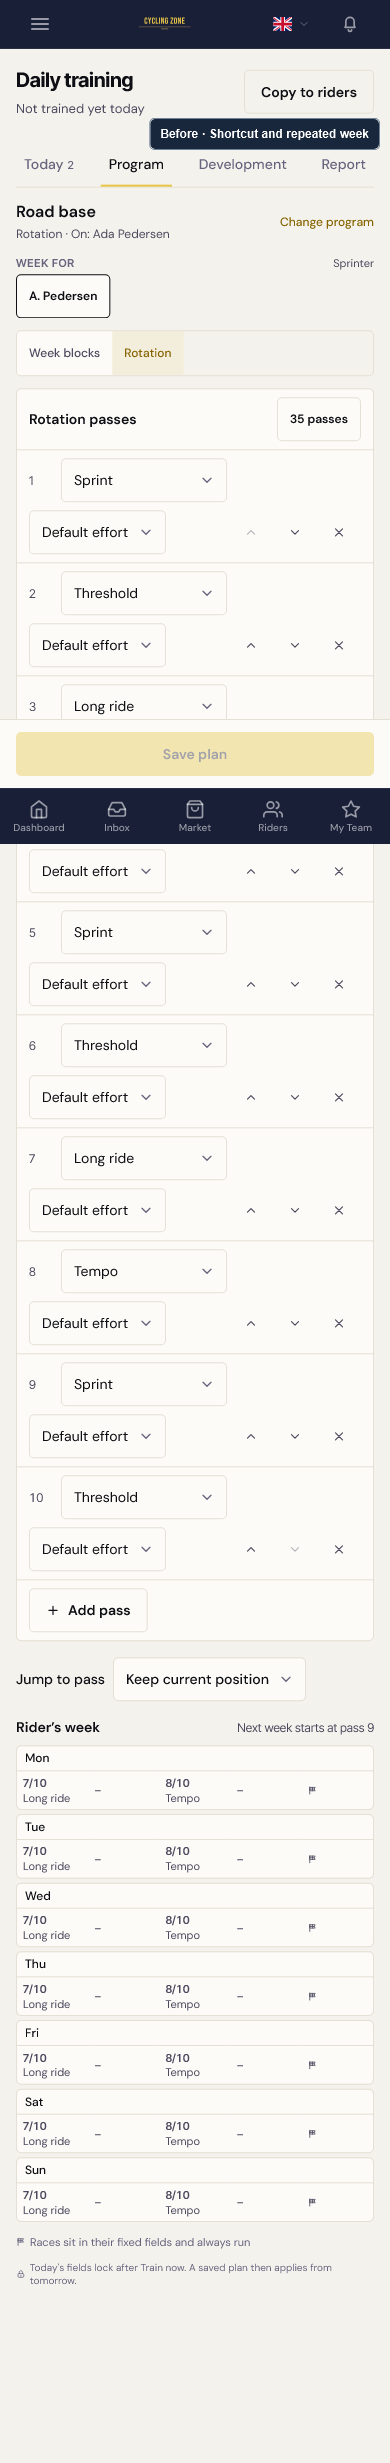 CYCLING ZONE
Daily training
Not trained yet today
Copy to riders
Before · Shortcut and repeated week
Today 2
Program
Development
Report
Road base
Rotation · On: Ada Pedersen
Change program
WEEK FOR
Sprinter
A. Pedersen
Week blocks
Rotation
Rotation passes
35 passes
1
Sprint
Default effort
2
Threshold
Default effort
3
Long ride
Save plan
Dashboard
Inbox
Market
Riders
My Team
Default effort
5
Sprint
Default effort
6
Threshold
Default effort
7
Long ride
Default effort
8
Tempo
Default effort
9
Sprint
Default effort
10
Threshold
Default effort
+ Add pass
Jump to pass
Keep current position
Rider's week
Next week starts at pass 9
Mon
7/10 – 8/10 –
Long ride Tempo
Tue
7/10 – 8/10 –
Long ride Tempo
Wed
7/10 – 8/10 –
Long ride Tempo
Thu
7/10 – 8/10 –
Long ride Tempo
Fri
7/10 – 8/10 –
Long ride Tempo
Sat
7/10 – 8/10 –
Long ride Tempo
Sun
7/10 – 8/10 –
Long ride Tempo
Races sit in their fixed fields and always run
Today's fields lock after Train now. A saved plan then applies from
tomorrow.